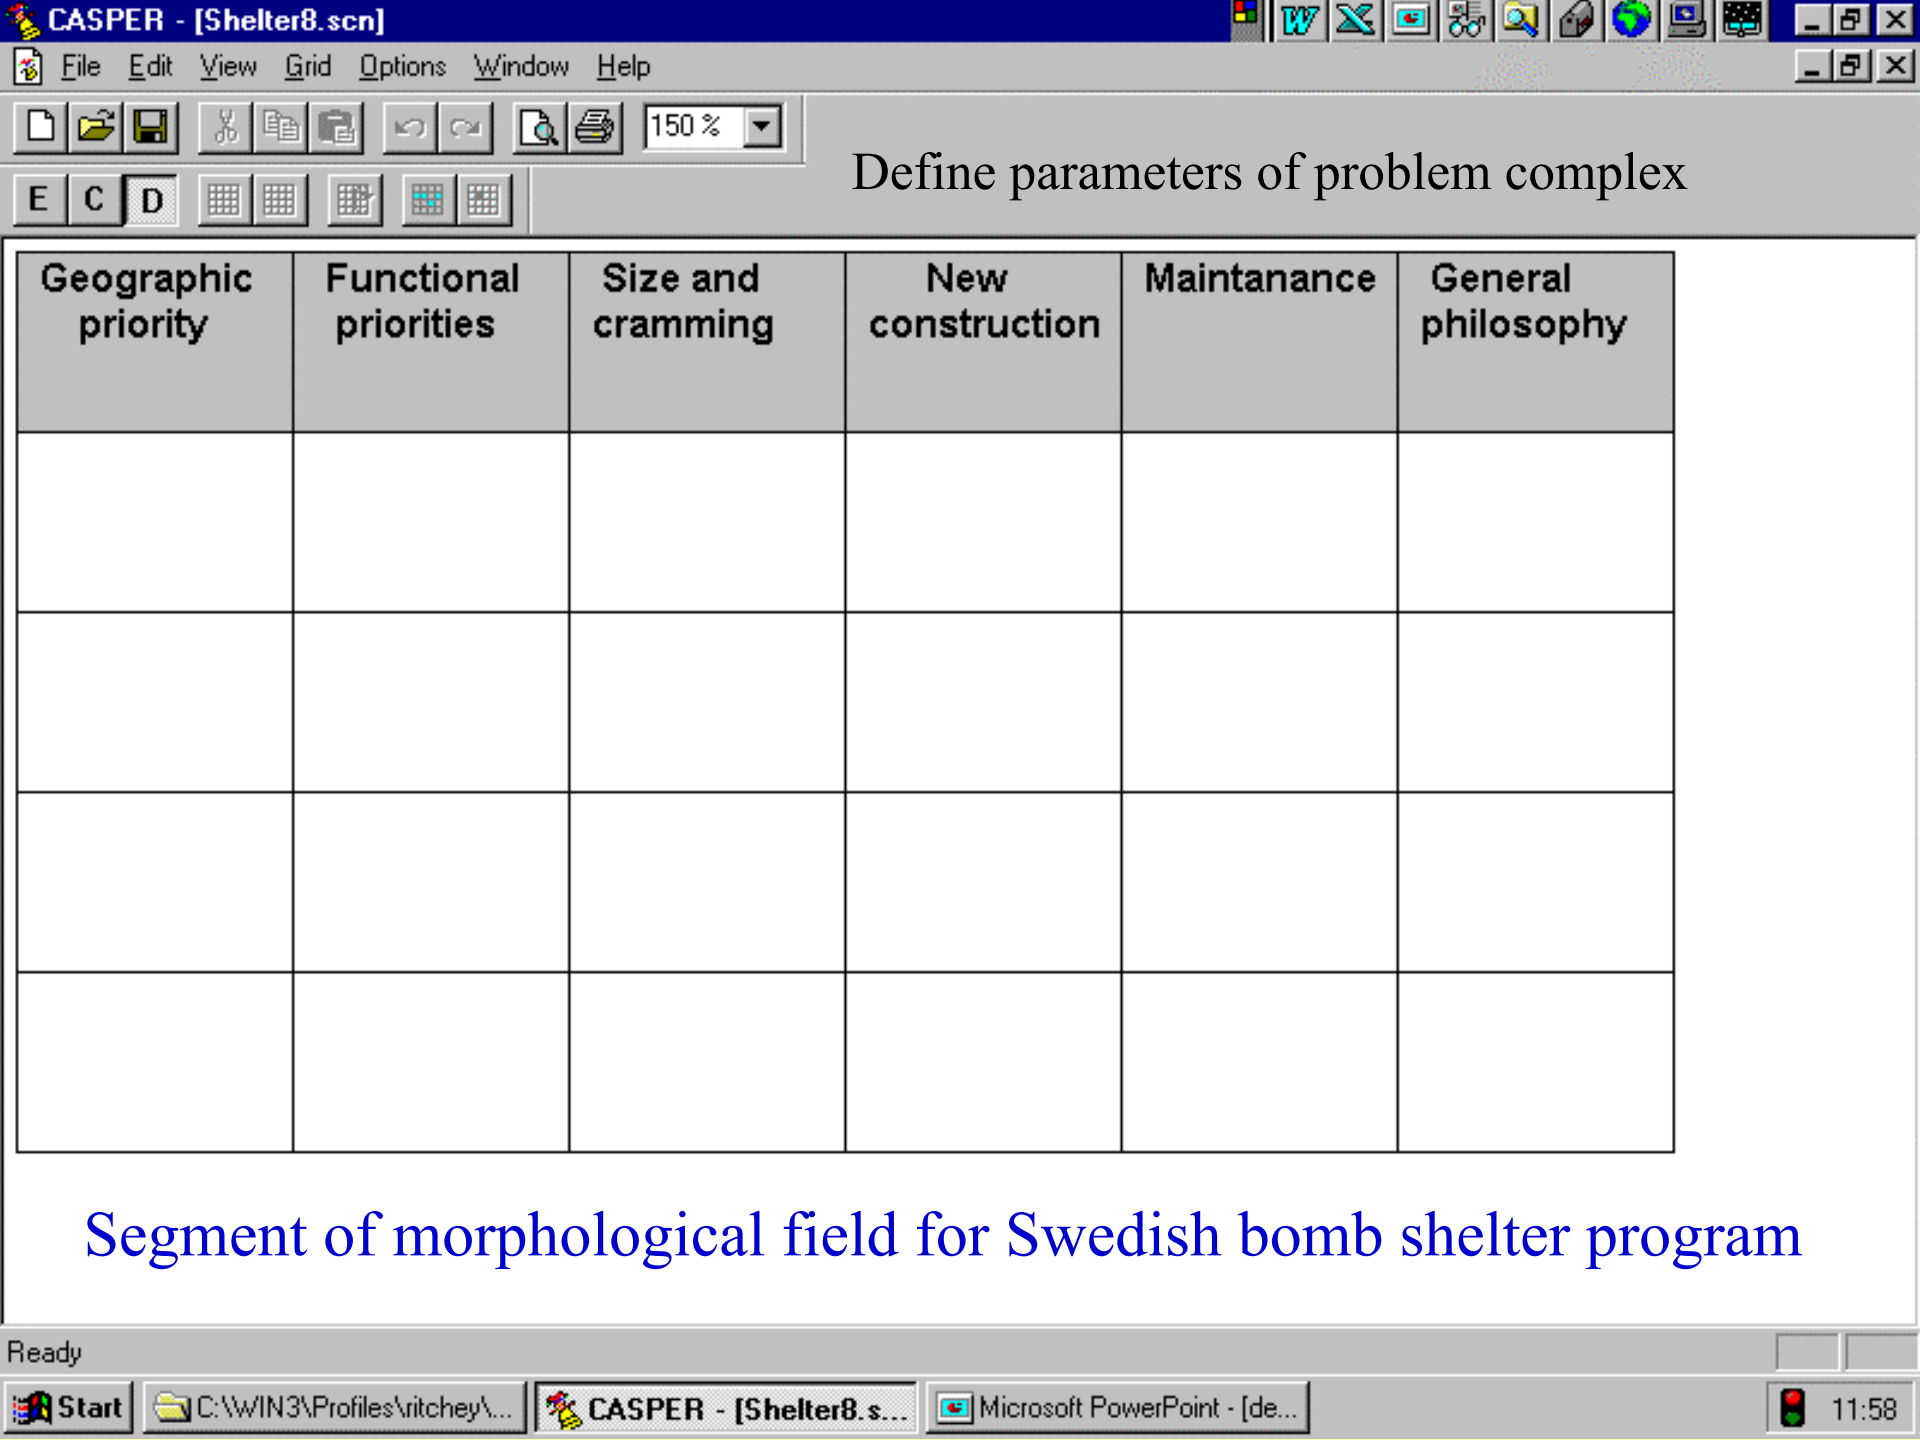 CASPER - [Shelter8.scn]
File Edit View Grid Options Window Help
150 %
Define parameters of problem complex
E C D
Geographic priority
Functional priorities
Size and cramming
New construction
Maintanance
General philosophy
Segment of morphological field for Swedish bomb shelter program
Ready
Start
C:\WIN3\Profiles\ritchey\...
CASPER - [Shelter8.s...
Microsoft PowerPoint - [de...
11:58